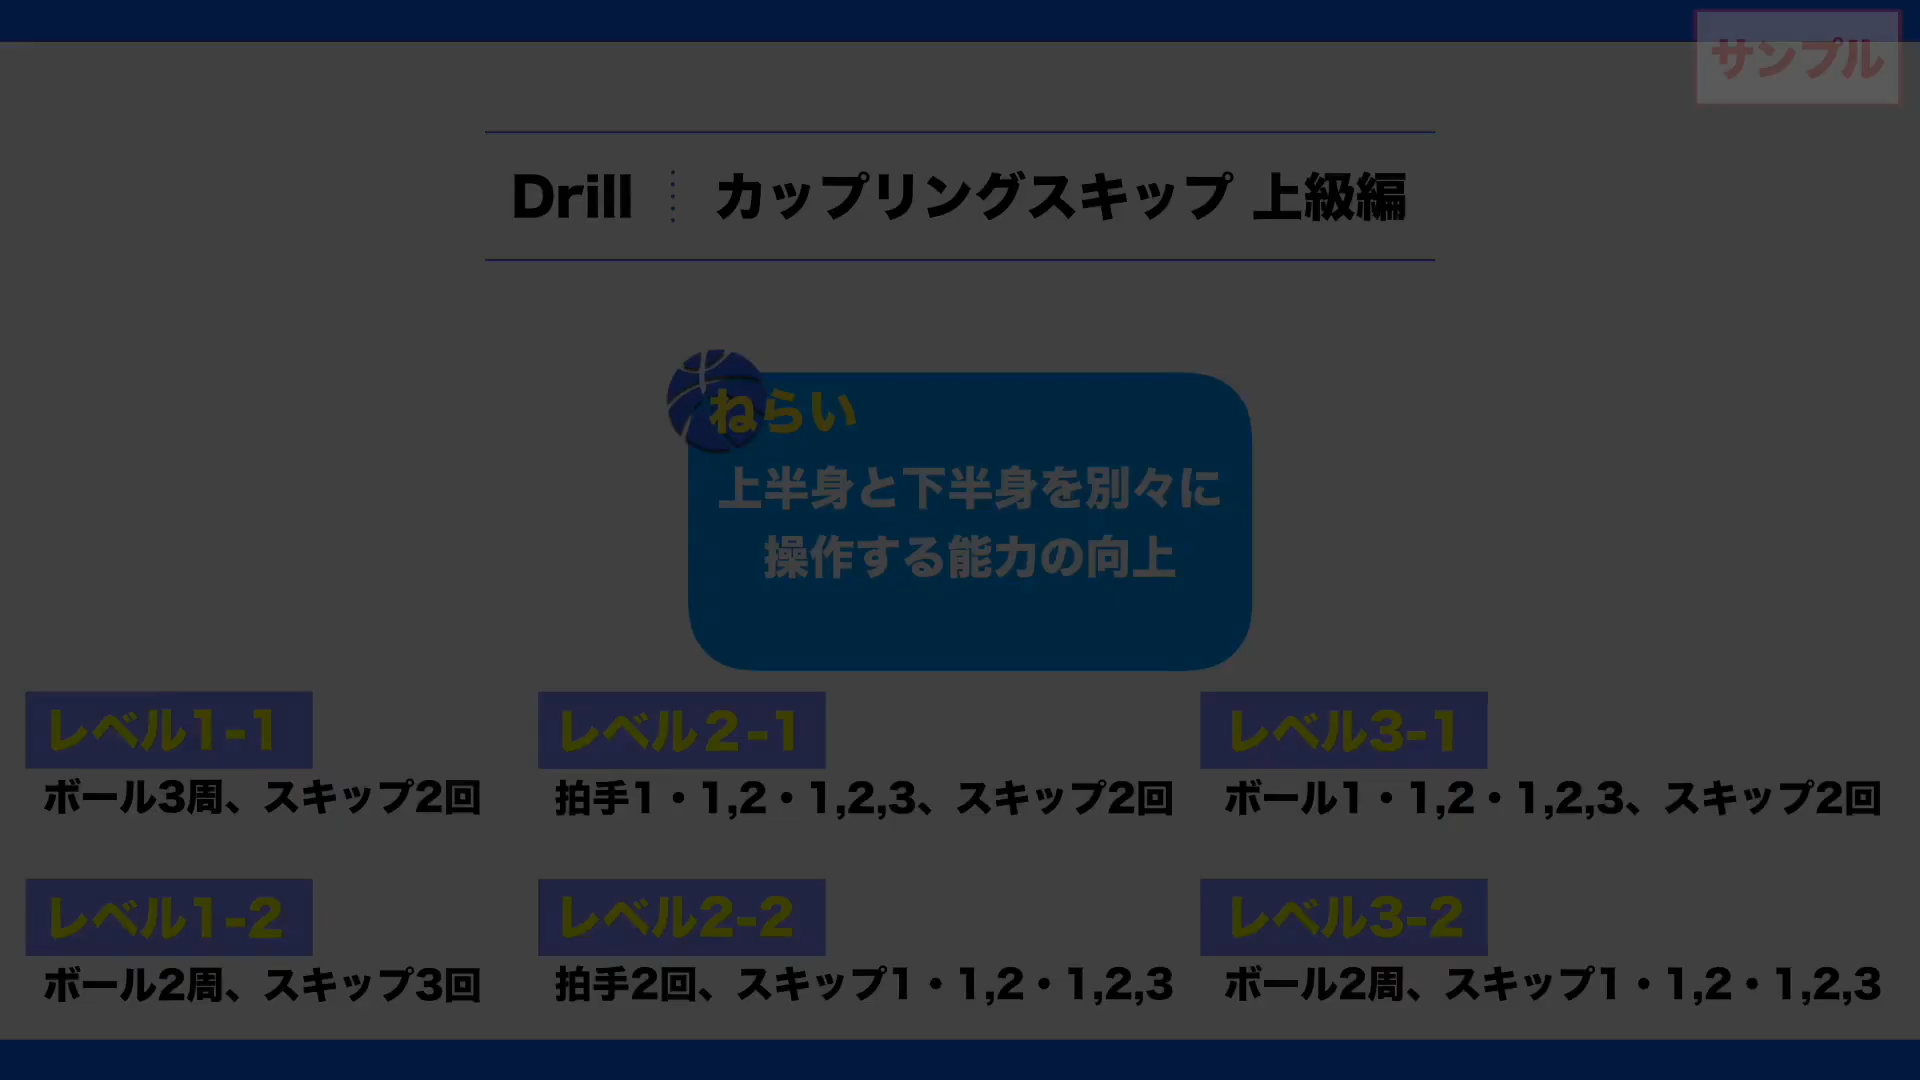 サンプル
Drill カップリングスキップ 上級編
ねらい
上半身と下半身を別々に
操作する能力の向上
レベル1-1
ボール3周、スキップ2回
レベル2-1
拍手1・1,2・1,2,3、スキップ2回
レベル3-1
ボール1・1,2・1,2,3、スキップ2回
レベル1-2
ボール2周、スキップ3回
レベル2-2
拍手2回、スキップ1・1,2・1,2,3
レベル3-2
ボール2周、スキップ1・1,2・1,2,3